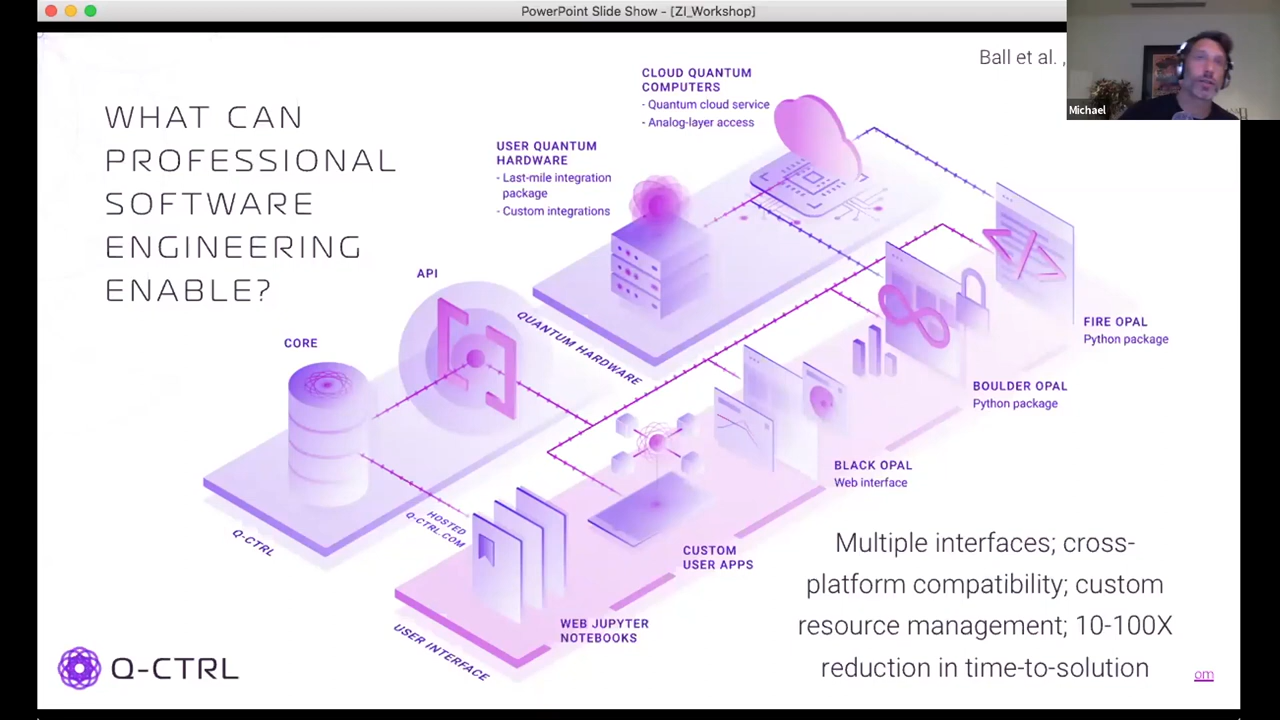 PowerPoint Slide Show - [ZI_Workshop]
Ball et al. ,
Michael
WHAT CAN
PROFESSIONAL
SOFTWARE
ENGINEERING
ENABLE?
CLOUD QUANTUM
COMPUTERS
- Quantum cloud service
- Analog-layer access
USER QUANTUM
HARDWARE
- Last-mile integration
package
- Custom integrations
API
CORE
QUANTUM HARDWARE
FIRE OPAL
Python package
BOULDER OPAL
Python package
BLACK OPAL
Web interface
Q-CTRL
HOSTED
Q-CTRL.COM
CUSTOM
USER APPS
WEB JUPYTER
NOTEBOOKS
USER INTERFACE
Multiple interfaces; cross-
platform compatibility; custom
resource management; 10-100X
reduction in time-to-solution
Q-CTRL
om